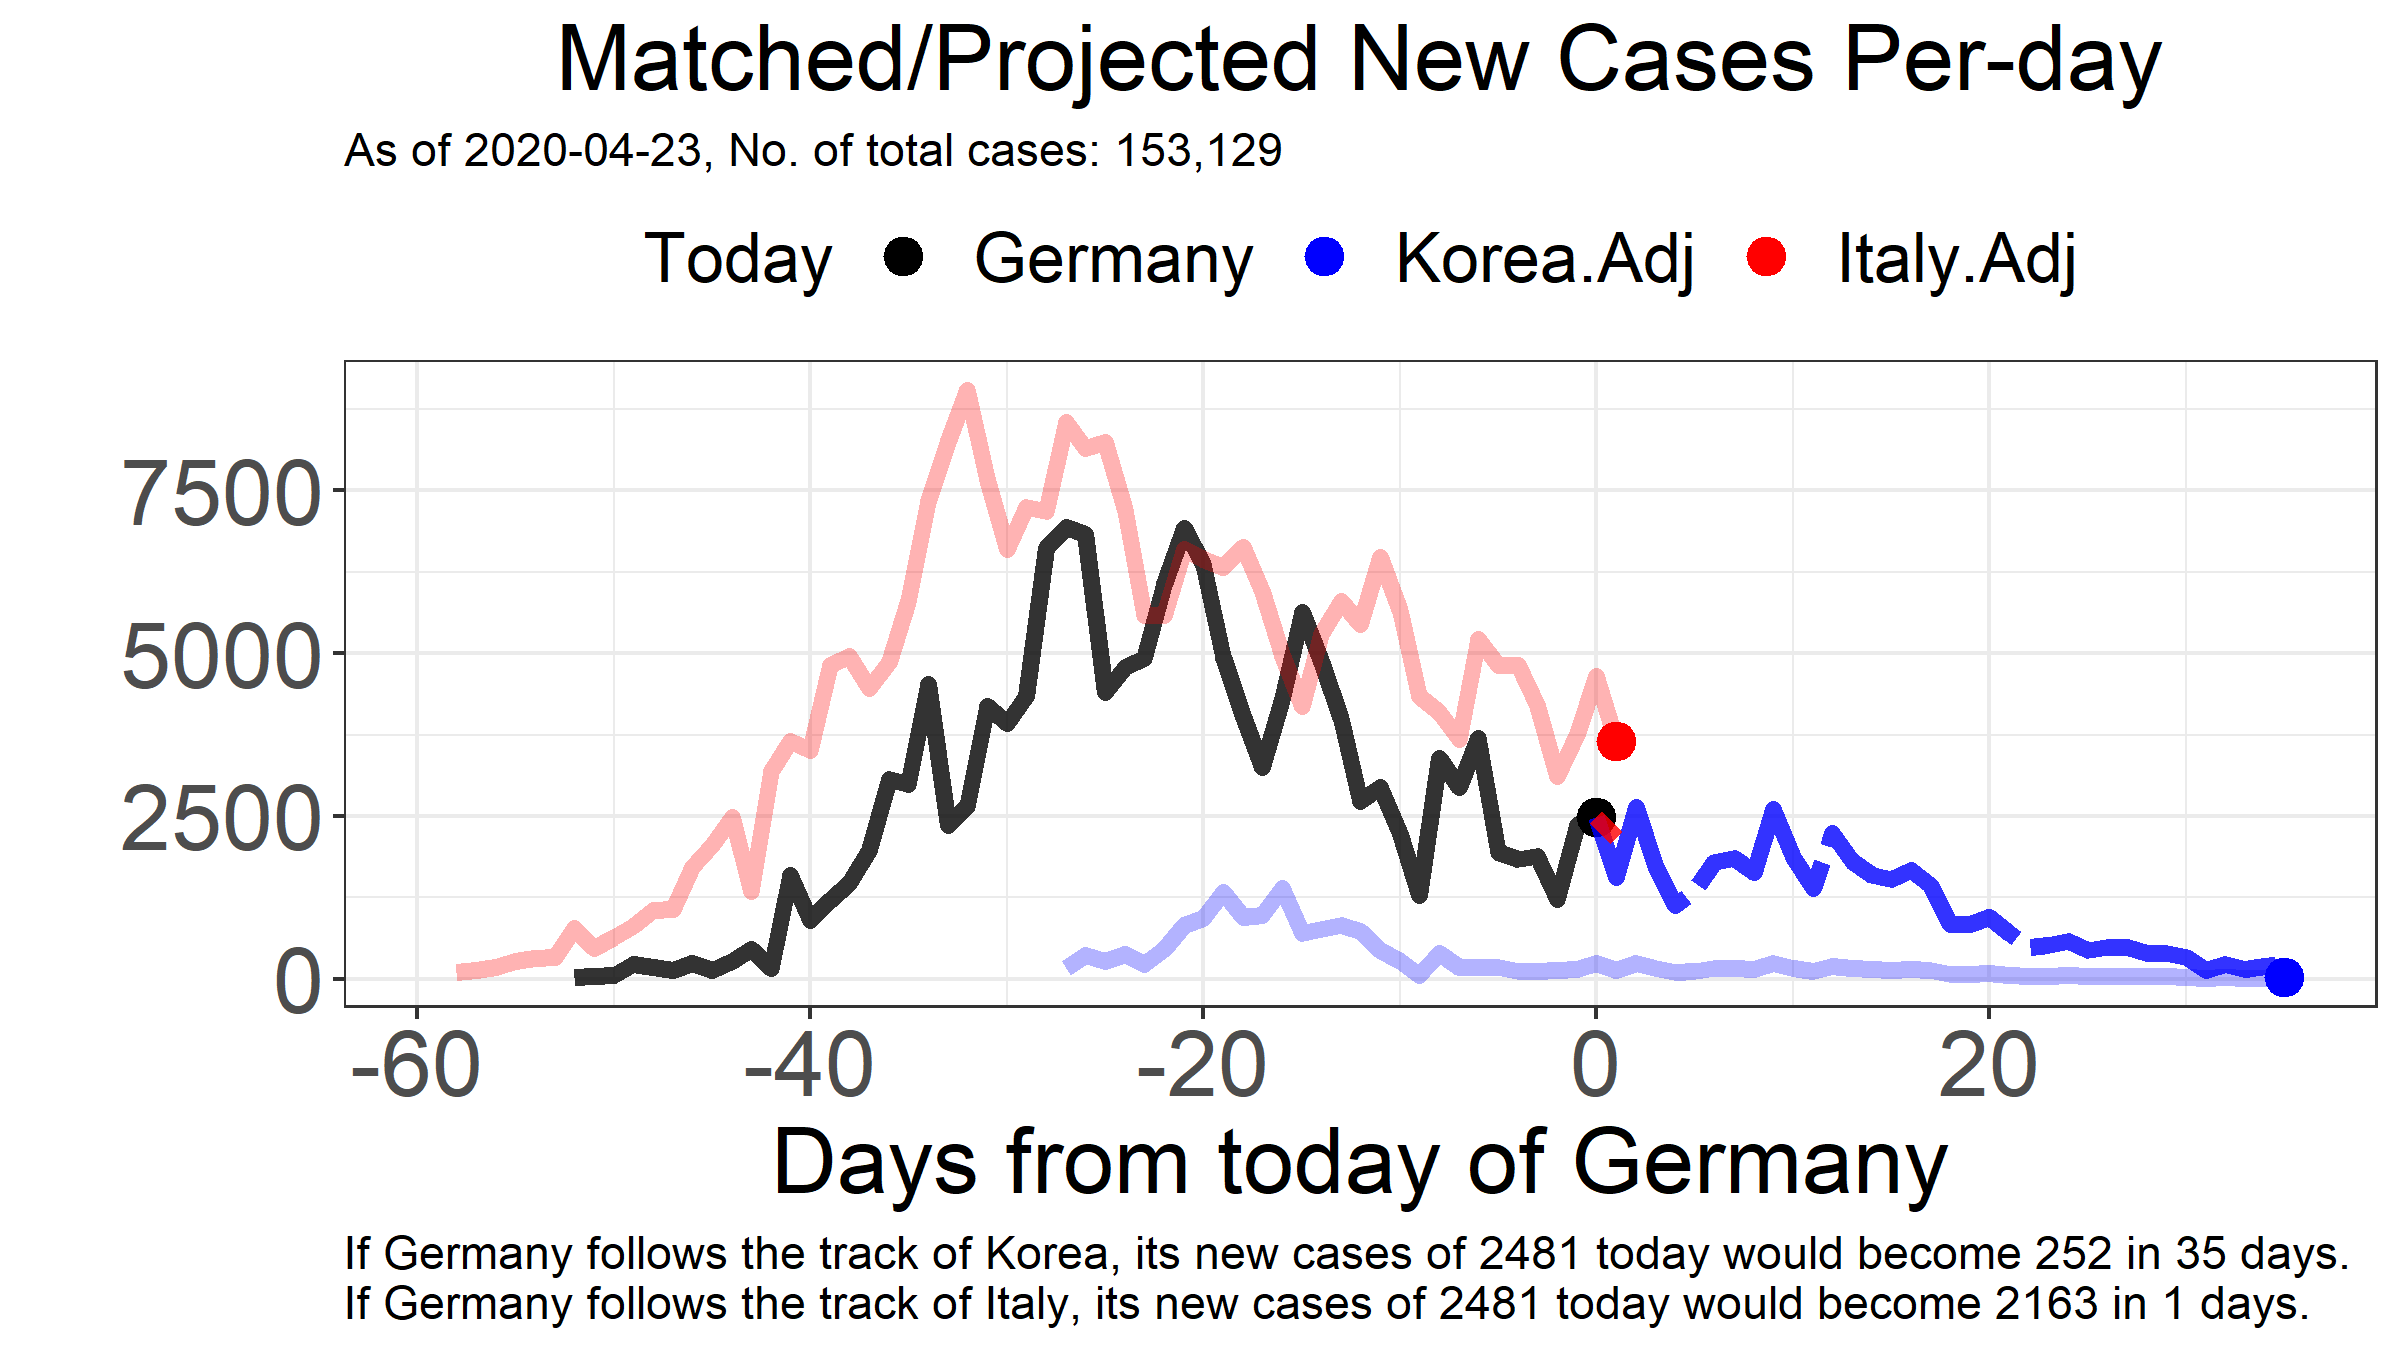 Matched/Projected New Cases Per-day
As of 2020-04-23, No. of total cases: 153,129
Today Germany Korea.Adj Italy.Adj
7500
5000
2500
0
-60 -40 -20 0 20
Days from today of Germany
If Germany follows the track of Korea, its new cases of 2481 today would become 252 in 35 days.
If Germany follows the track of Italy, its new cases of 2481 today would become 2163 in 1 days.